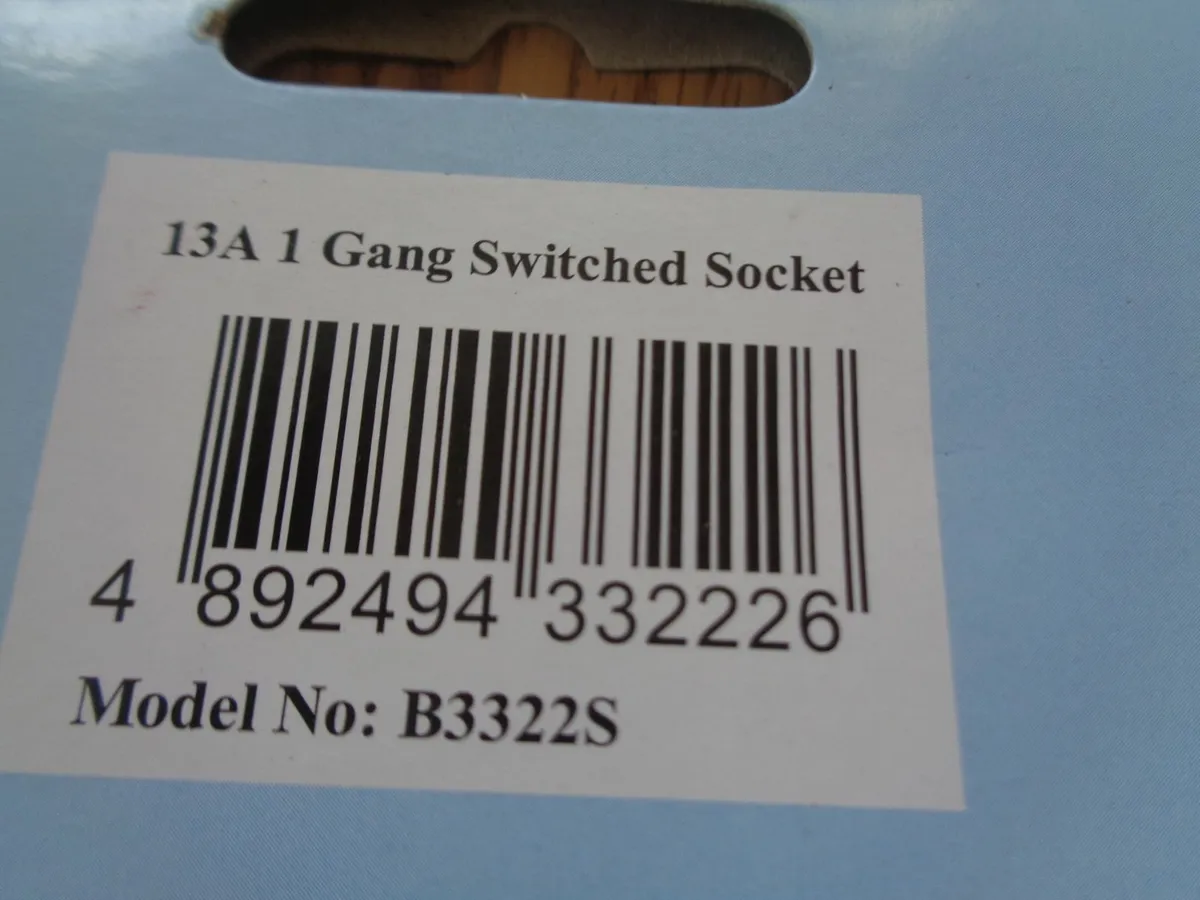 13A 1 Gang Switched Socket
4 892494 332226
Model No: B3322S